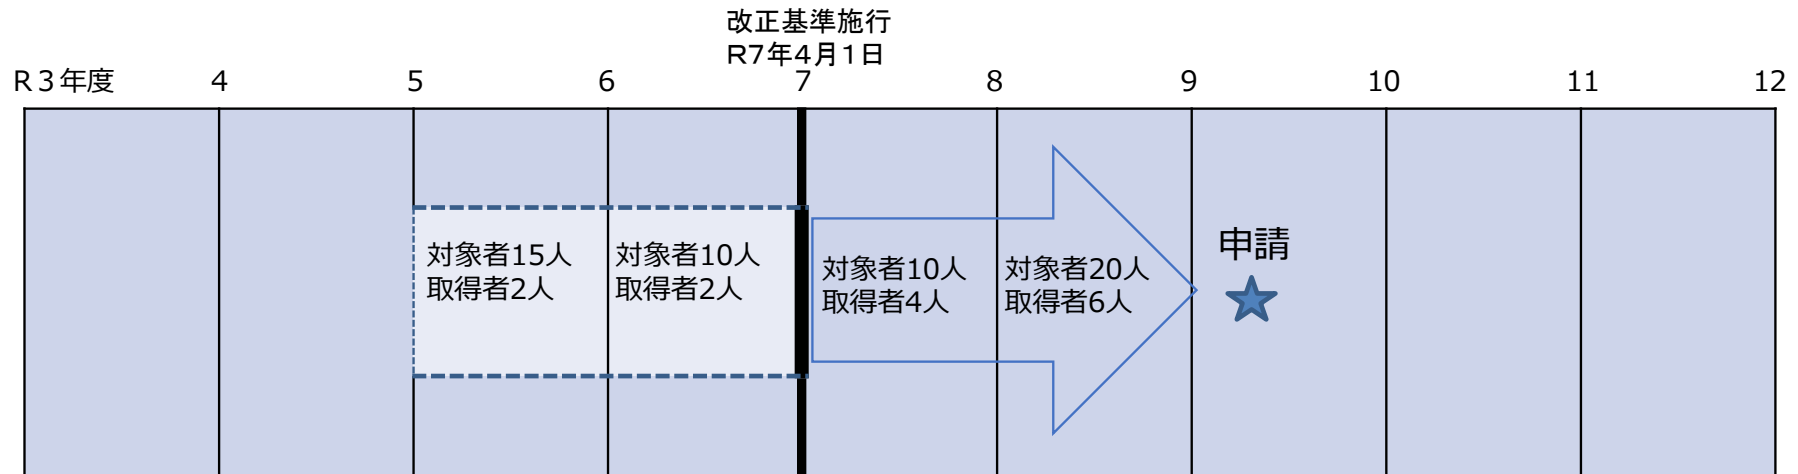 改正基準施行
R7年4月1日
R３年度 4 5 6 7 8 9 10 11 12
対象者15人
取得者2人
対象者10人
取得者2人
対象者10人
取得者4人
対象者20人
取得者6人
申請